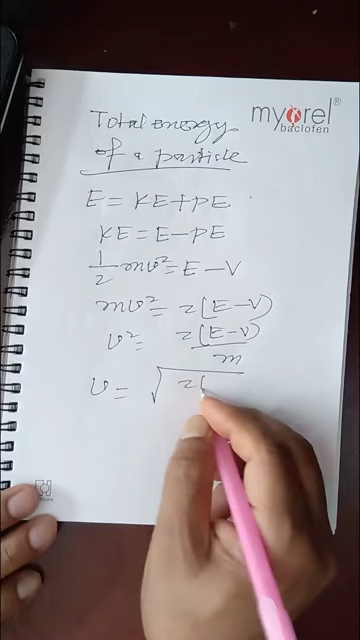 Total energy
of a particle
myorel®
baclofen
E = KE + PE
KE = E - PE
1/2 mv² = E - V
mv² = 2(E-V)
v² = 2(E-V)/m
v = √2(